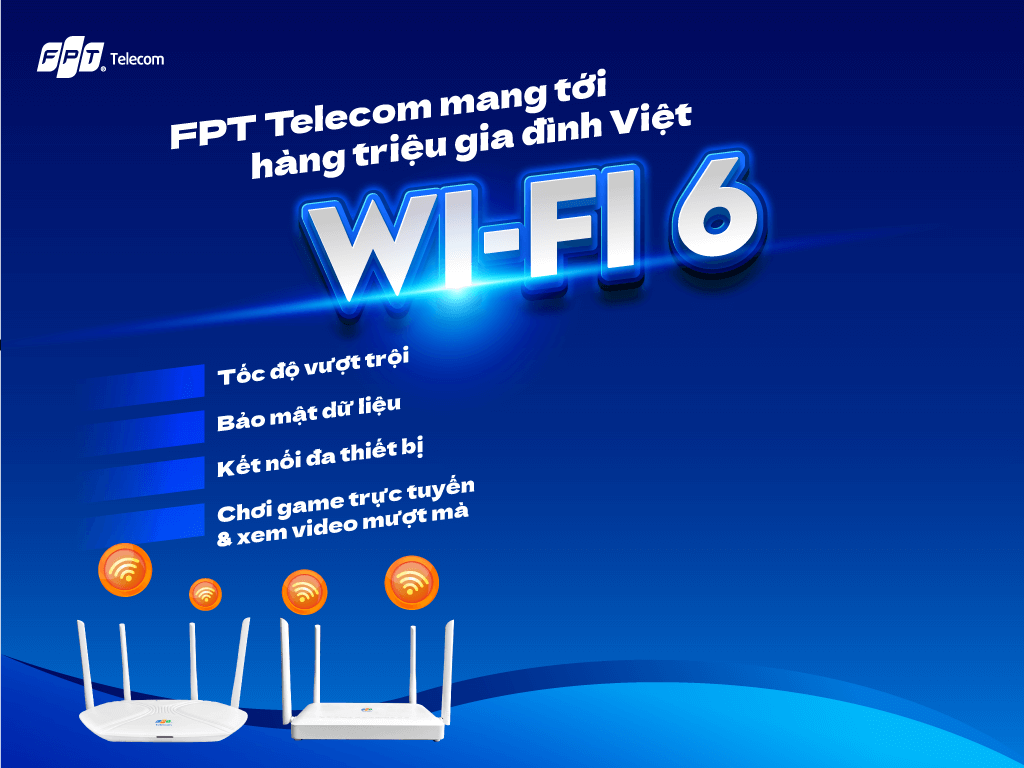 FPT Telecom
FPT Telecom mang tới
hàng triệu gia đình Việt
WI-FI 6
Tốc độ vượt trội
Bảo mật dữ liệu
Kết nối đa thiết bị
Chơi game trực tuyến
& xem video mượt mà